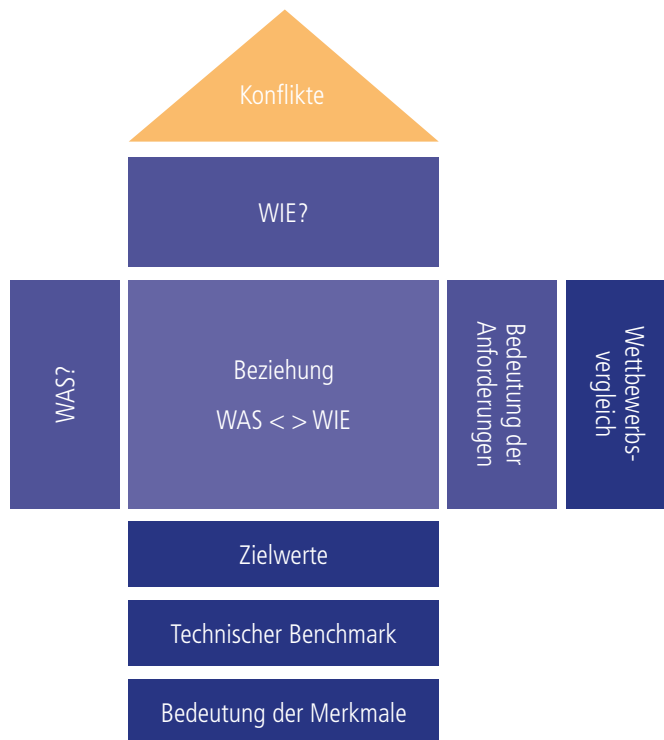 Konflikte
WIE?
WAS?
Beziehung
WAS < > WIE
Bedeutung der
Anforderungen
Wettbewerbs-
vergleich
Zielwerte
Technischer Benchmark
Bedeutung der Merkmale